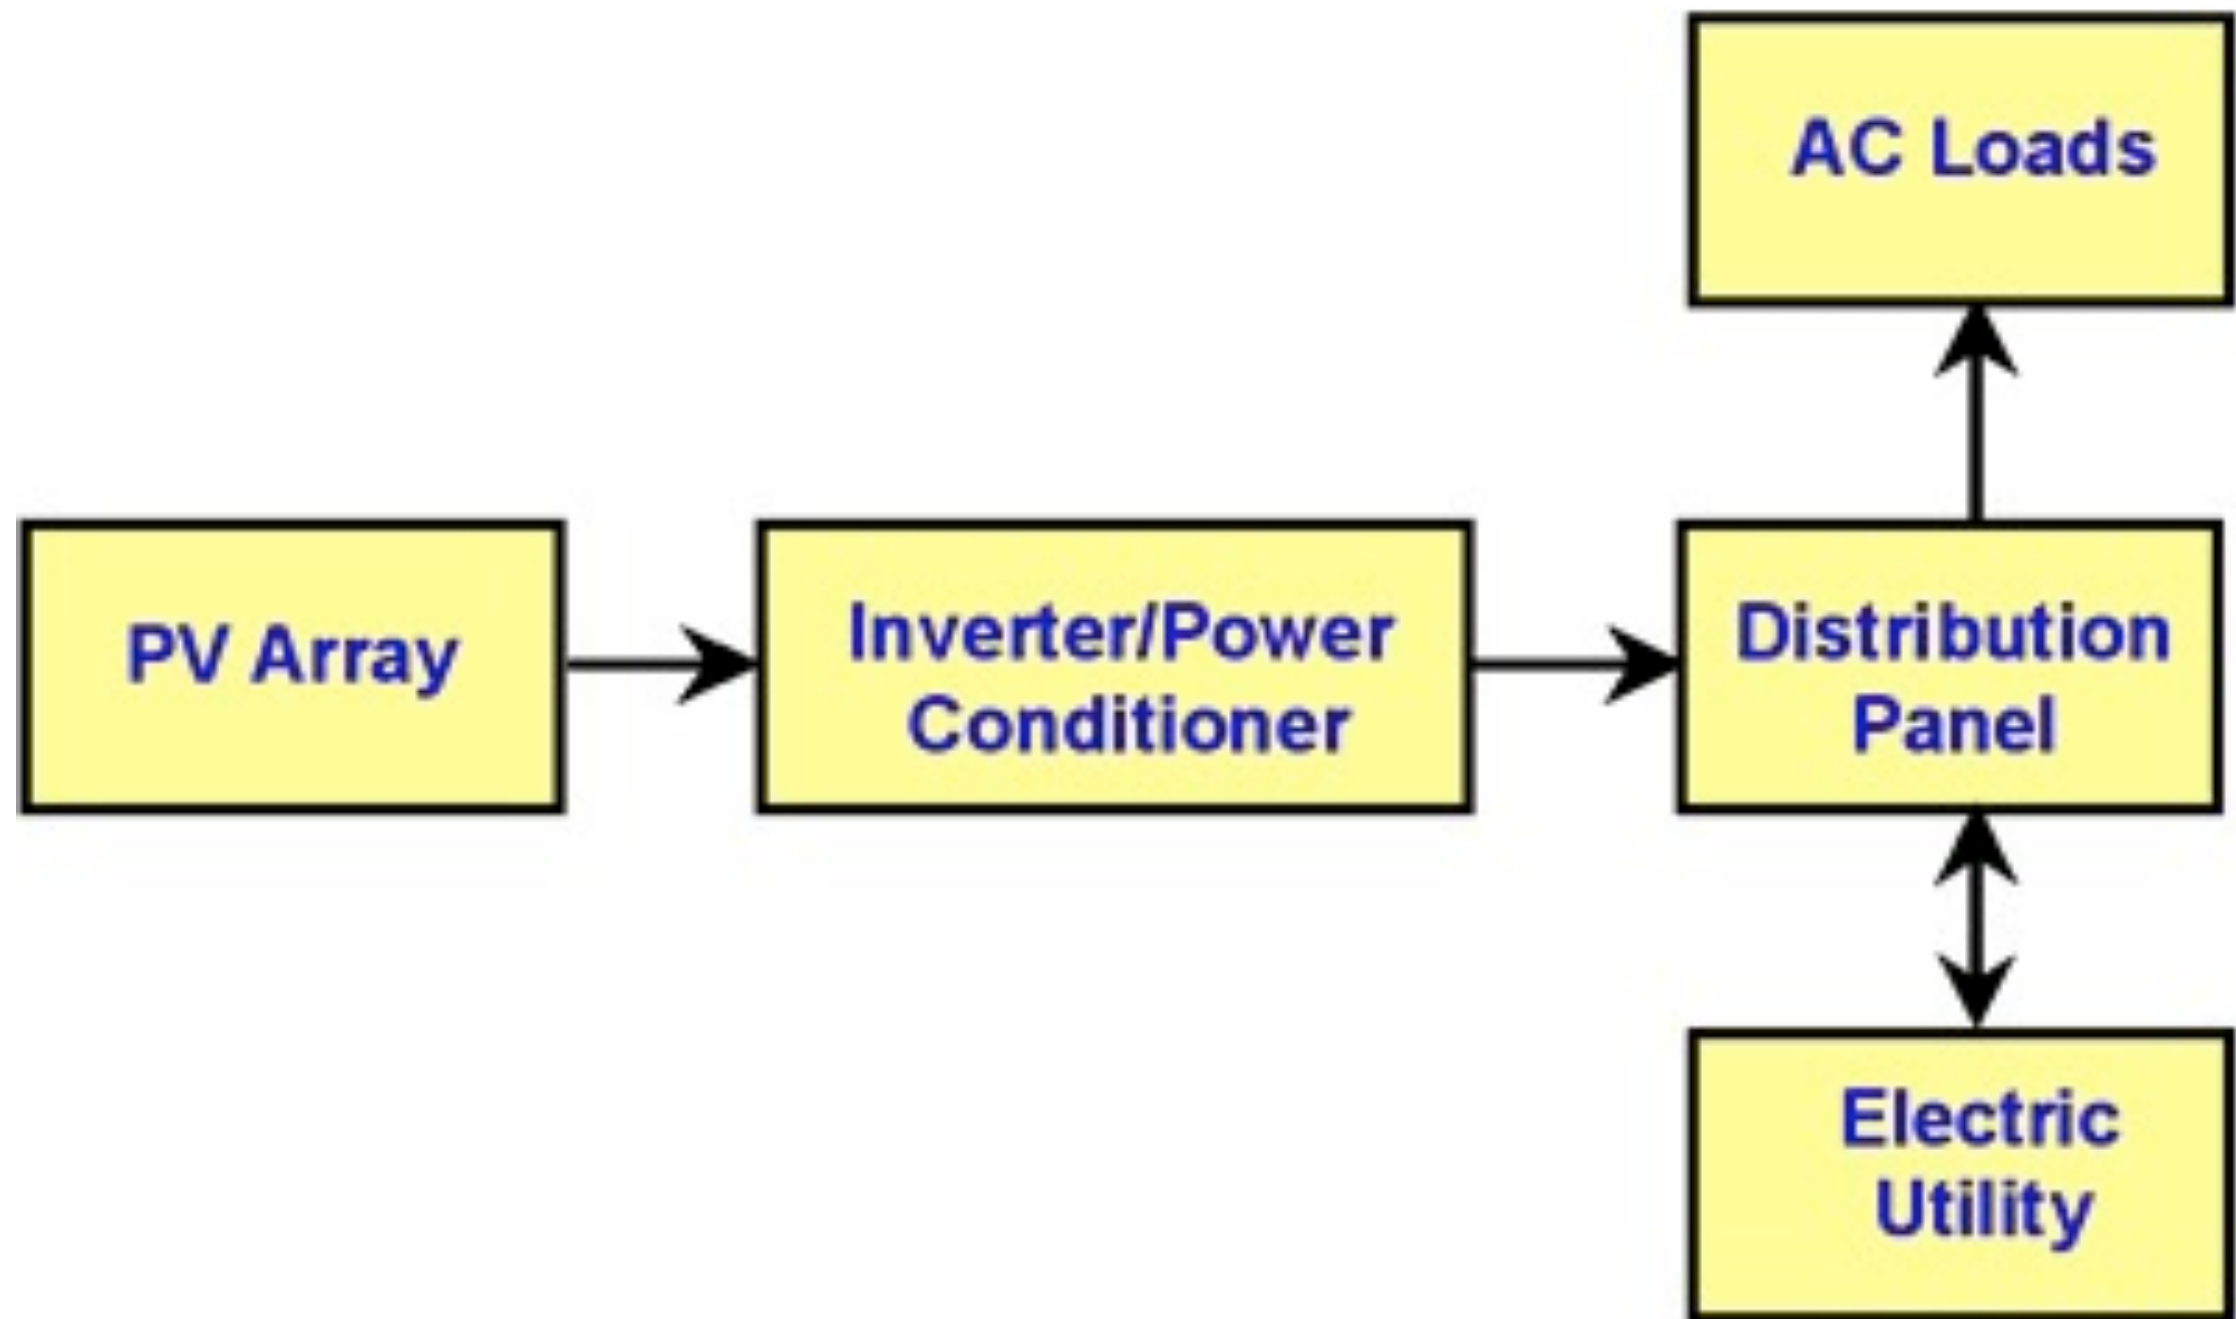 AC Loads
PV Array
Inverter/Power
Conditioner
Distribution
Panel
Electric
Utility